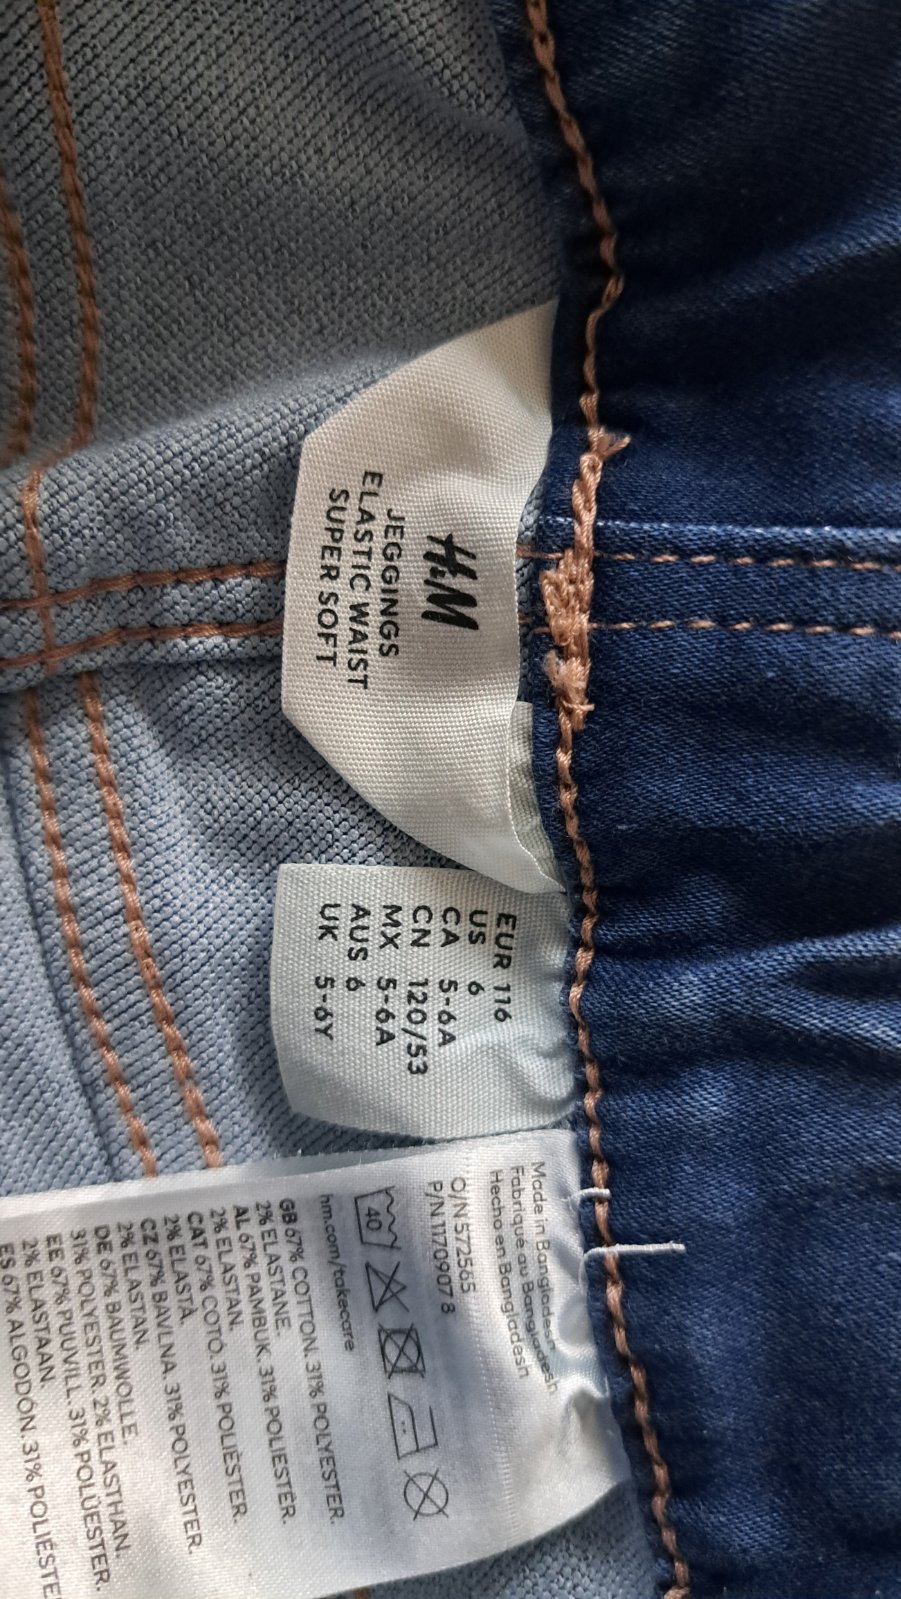 H&M
JEGGINGS
ELASTIC WAIST
SUPER SOFT
EUR 116
US 6
CA 5-6A
CN 120/53
MX 5-6A
AUS 6
UK 5-6Y
Made in Bangladesh
Fabriqué au Bangladesh
Hecho en Bangladesh
O/N 572565
P/N 1170907 8
40
hm.com/takecare
GB 67% COTTON. 31% POLYESTER.
2% ELASTANE.
AL 67% PAMBUK. 31% POLIESTËR.
2% ELASTAN.
CAT 67% COTÓ. 31% POLIÈSTER.
2% ELASTÀ.
CZ 67% BAVLNA. 31% POLYESTER.
2% ELASTAN.
DE 67% BAUMWOLLE.
31% POLYESTER. 2% ELASTHAN.
EE 67% PUUVILL. 31% POLÜESTER.
2% ELASTAAN.
ES 67% ALGODÓN. 31% POLIÉSTE